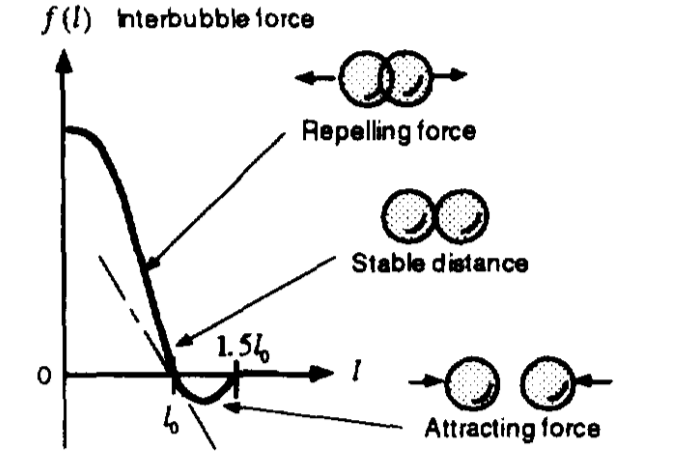 f(l) Interbubble force
Repelling force
Stable distance
1.5l₀
0
l
l₀
Attracting force